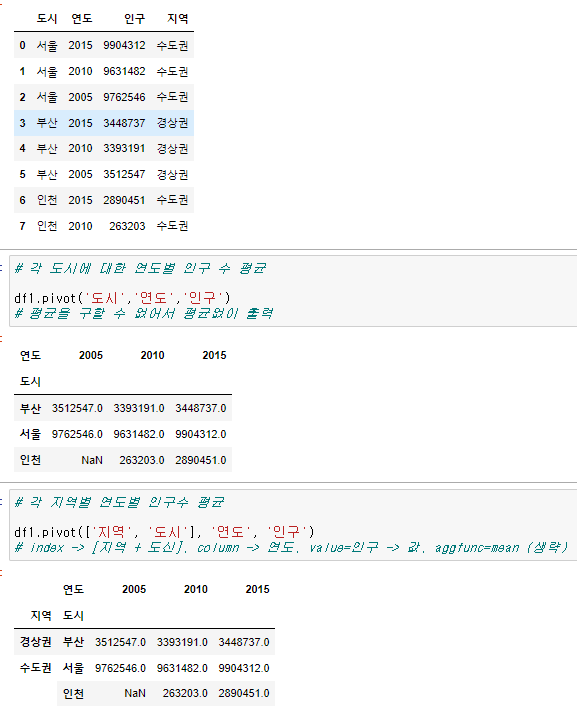 도시 연도 인구 지역
0 서울 2015 9904312 수도권
1 서울 2010 9631482 수도권
2 서울 2005 9762546 수도권
3 부산 2015 3448737 경상권
4 부산 2010 3393191 경상권
5 부산 2005 3512547 경상권
6 인천 2015 2890451 수도권
7 인천 2010 263203 수도권
# 각 도시에 대한 연도별 인구 수 평균
df1.pivot('도시','연도','인구')
# 평균을 구할 수 없어서 평균없이 출력
연도 2005 2010 2015
도시
부산 3512547.0 3393191.0 3448737.0
서울 9762546.0 9631482.0 9904312.0
인천 NaN 263203.0 2890451.0
# 각 지역별 연도별 인구수 평균
df1.pivot(['지역', '도시'], '연도', '인구')
# index -> [지역 + 도신], column -> 연도, value=인구 -> 값, aggfunc=mean (생략)
연도 2005 2010 2015
지역 도시
경상권 부산 3512547.0 3393191.0 3448737.0
수도권 서울 9762546.0 9631482.0 9904312.0
인천 NaN 263203.0 2890451.0